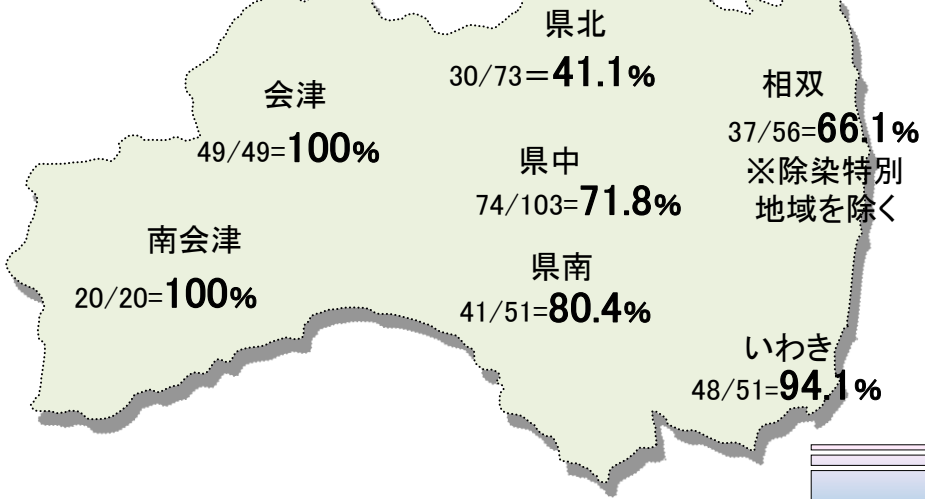 県北
30/73=41.1%
会津
49/49=100%
相双
37/56=66.1%
※除染特別
地域を除く
県中
74/103=71.8%
南会津
20/20=100%
県南
41/51=80.4%
いわき
48/51=94.1%